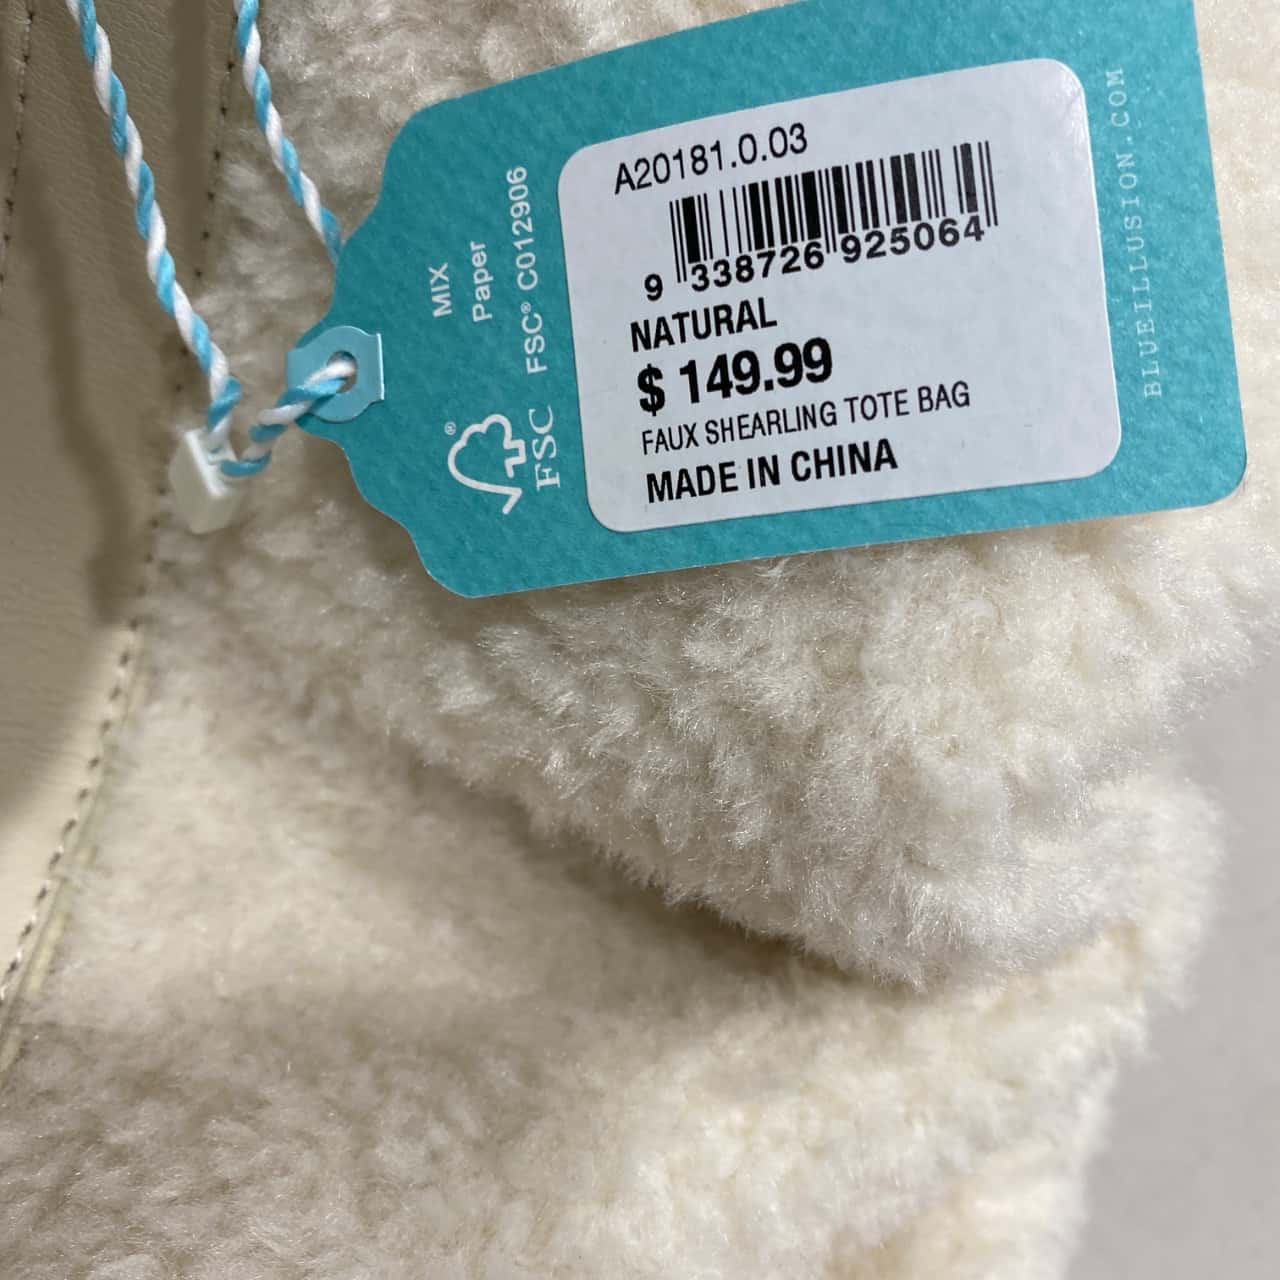 A20181.0.03
9 338726 925064
NATURAL
$ 149.99
FAUX SHEARLING TOTE BAG
MADE IN CHINA
BLUEILLUSION.COM
MIX
Paper
FSC® C012906
®
FSC